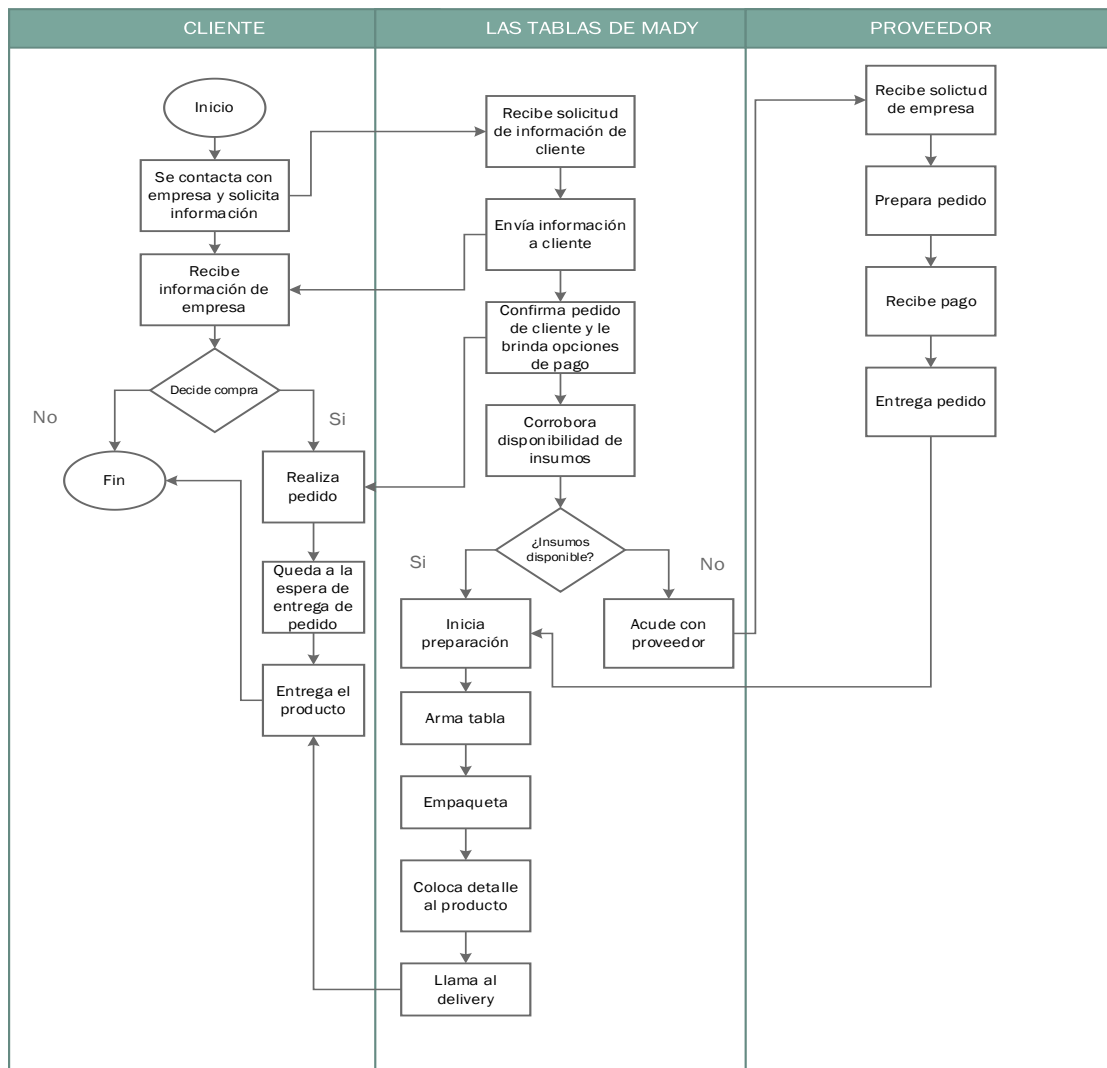 CLIENTE
LAS TABLAS DE MADY
PROVEEDOR
Inicio
Se contacta con
empresa y solicita
información
Recibe
información de
empresa
Decide compra
No
Si
Fin
Realiza
pedido
Queda a la
espera de
entrega de
pedido
Entrega el
producto
Recibe solicitud
de información de
cliente
Envía información
a cliente
Confirma pedido
de cliente y le
brinda opciones
de pago
Corrobora
disponibilidad de
insumos
¿Insumos
disponible?
Si
No
Inicia
preparación
Acude con
proveedor
Arma tabla
Empaqueta
Coloca detalle
al producto
Llama al
delivery
Recibe solictud
de empresa
Prepara pedido
Recibe pago
Entrega pedido